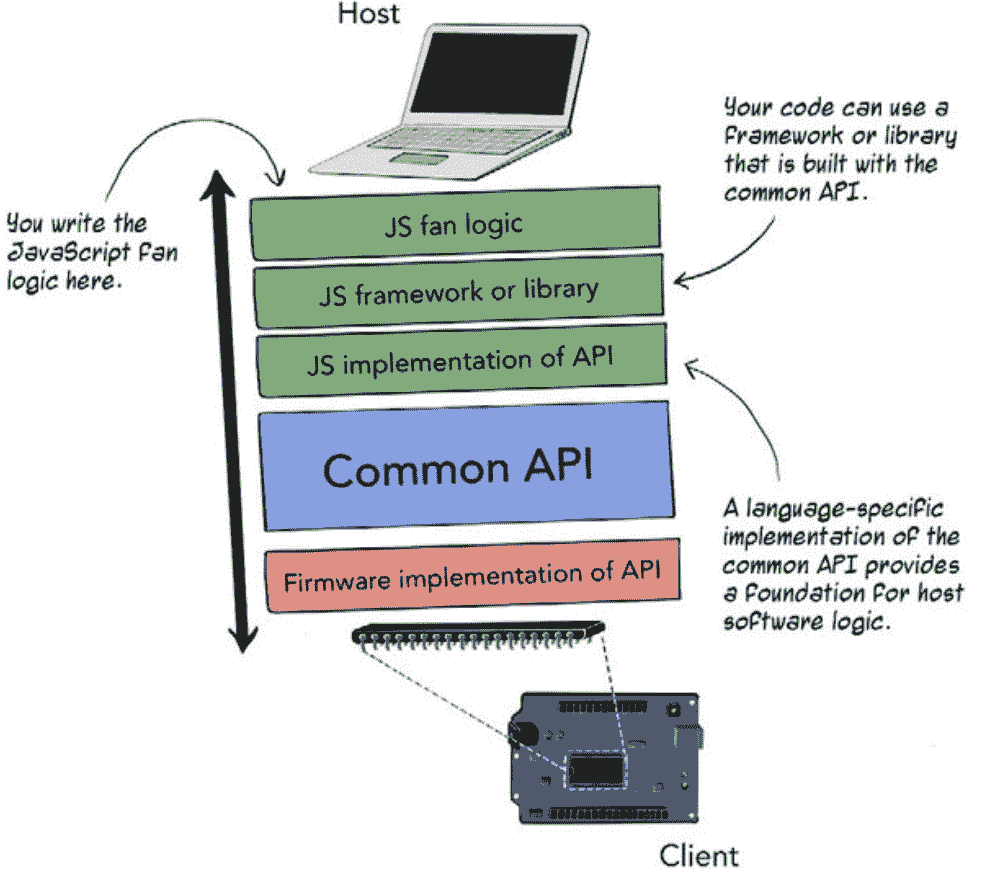 Host
Your code can use a
framework or library
that is built with the
common API.
You write the
JavaScript fan
logic here.
JS fan logic
JS framework or library
JS implementation of API
Common API
A language-specific
implementation of the
common API provides
a foundation for host
software logic.
Firmware implementation of API
Client